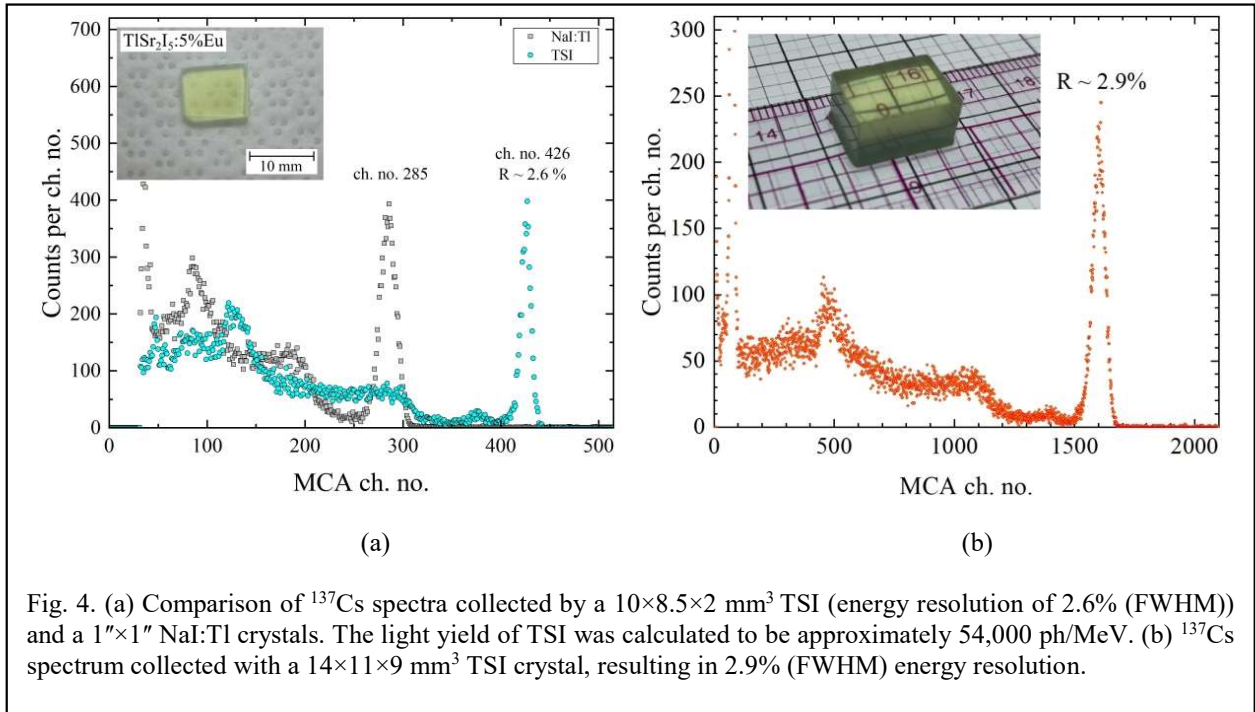 700
600
500
400
300
200
100
0
Counts per ch. no.
TlSr₂I₅:5%Eu
10 mm
NaI:Tl
TSI
ch. no. 285
ch. no. 426
R ~ 2.6 %
0 100 200 300 400 500
MCA ch. no.
(a)
300
250
200
150
100
50
0
Counts per ch. no.
14
16
17
18
9
R ~ 2.9%
0 500 1000 1500 2000
MCA ch. no.
(b)
Fig. 4. (a) Comparison of ¹³⁷Cs spectra collected by a 10×8.5×2 mm³ TSI (energy resolution of 2.6% (FWHM))
and a 1″×1″ NaI:Tl crystals. The light yield of TSI was calculated to be approximately 54,000 ph/MeV. (b) ¹³⁷Cs
spectrum collected with a 14×11×9 mm³ TSI crystal, resulting in 2.9% (FWHM) energy resolution.